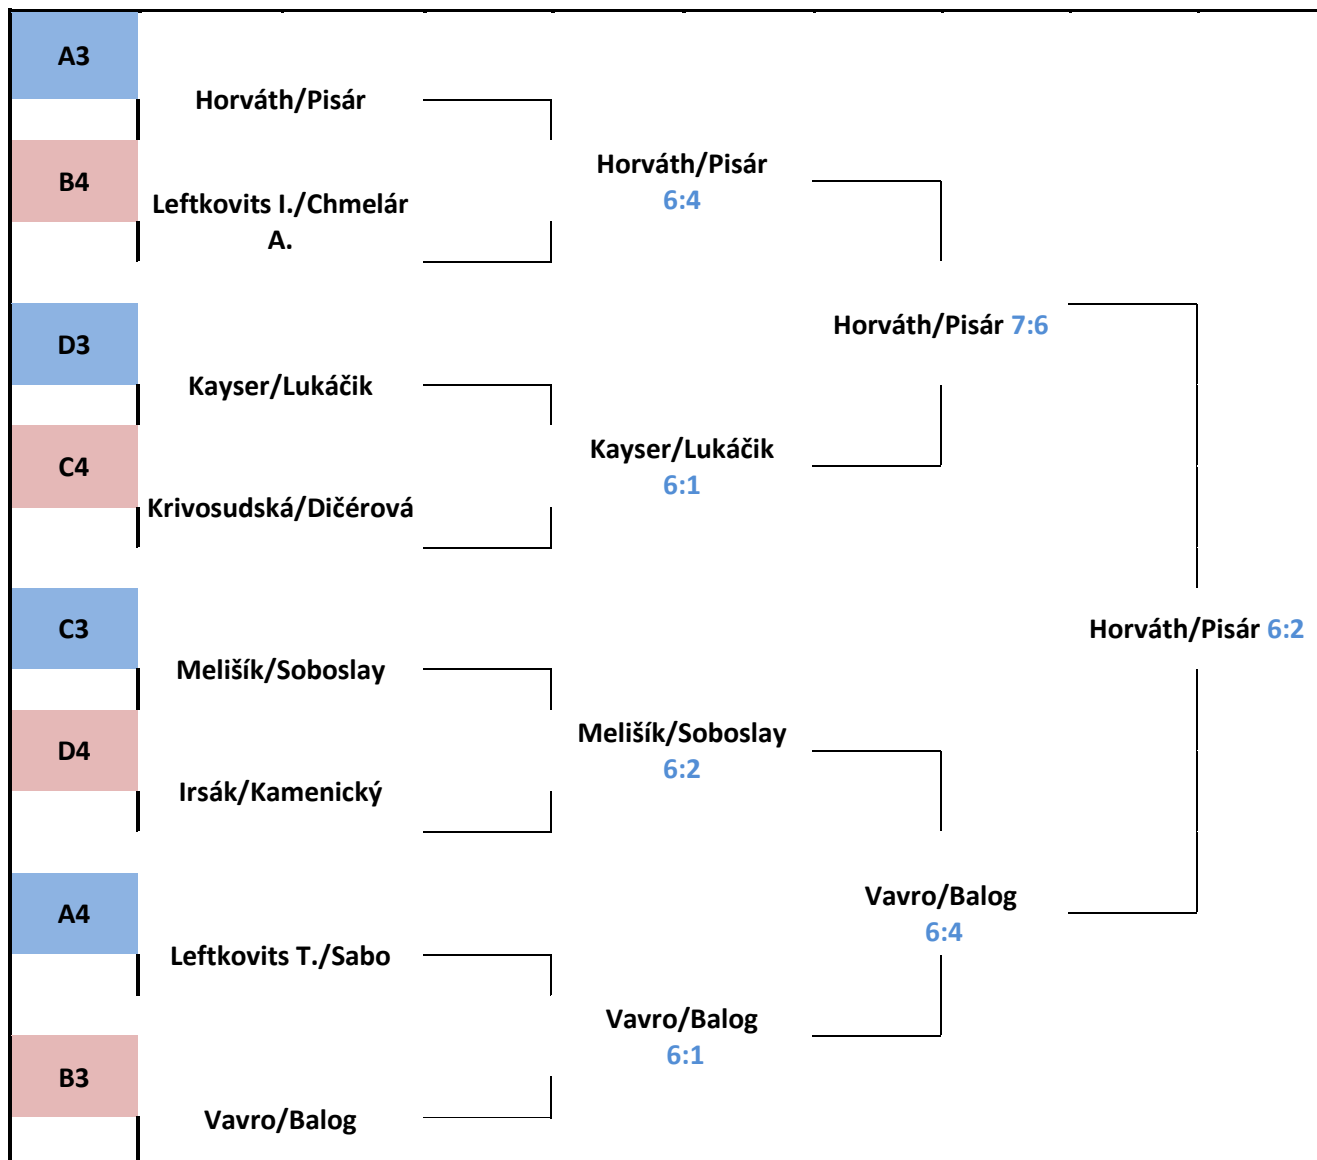 A3
Horváth/Pisár
B4
Leftkovits I./Chmelár
A.
Horváth/Pisár
6:4
D3
Kayser/Lukáčik
Horváth/Pisár 7:6
C4
Krivosudská/Dičérová
Kayser/Lukáčik
6:1
C3
Melišík/Soboslay
Horváth/Pisár 6:2
D4
Irsák/Kamenický
Melišík/Soboslay
6:2
A4
Leftkovits T./Sabo
Vavro/Balog
6:4
B3
Vavro/Balog
Vavro/Balog
6:1